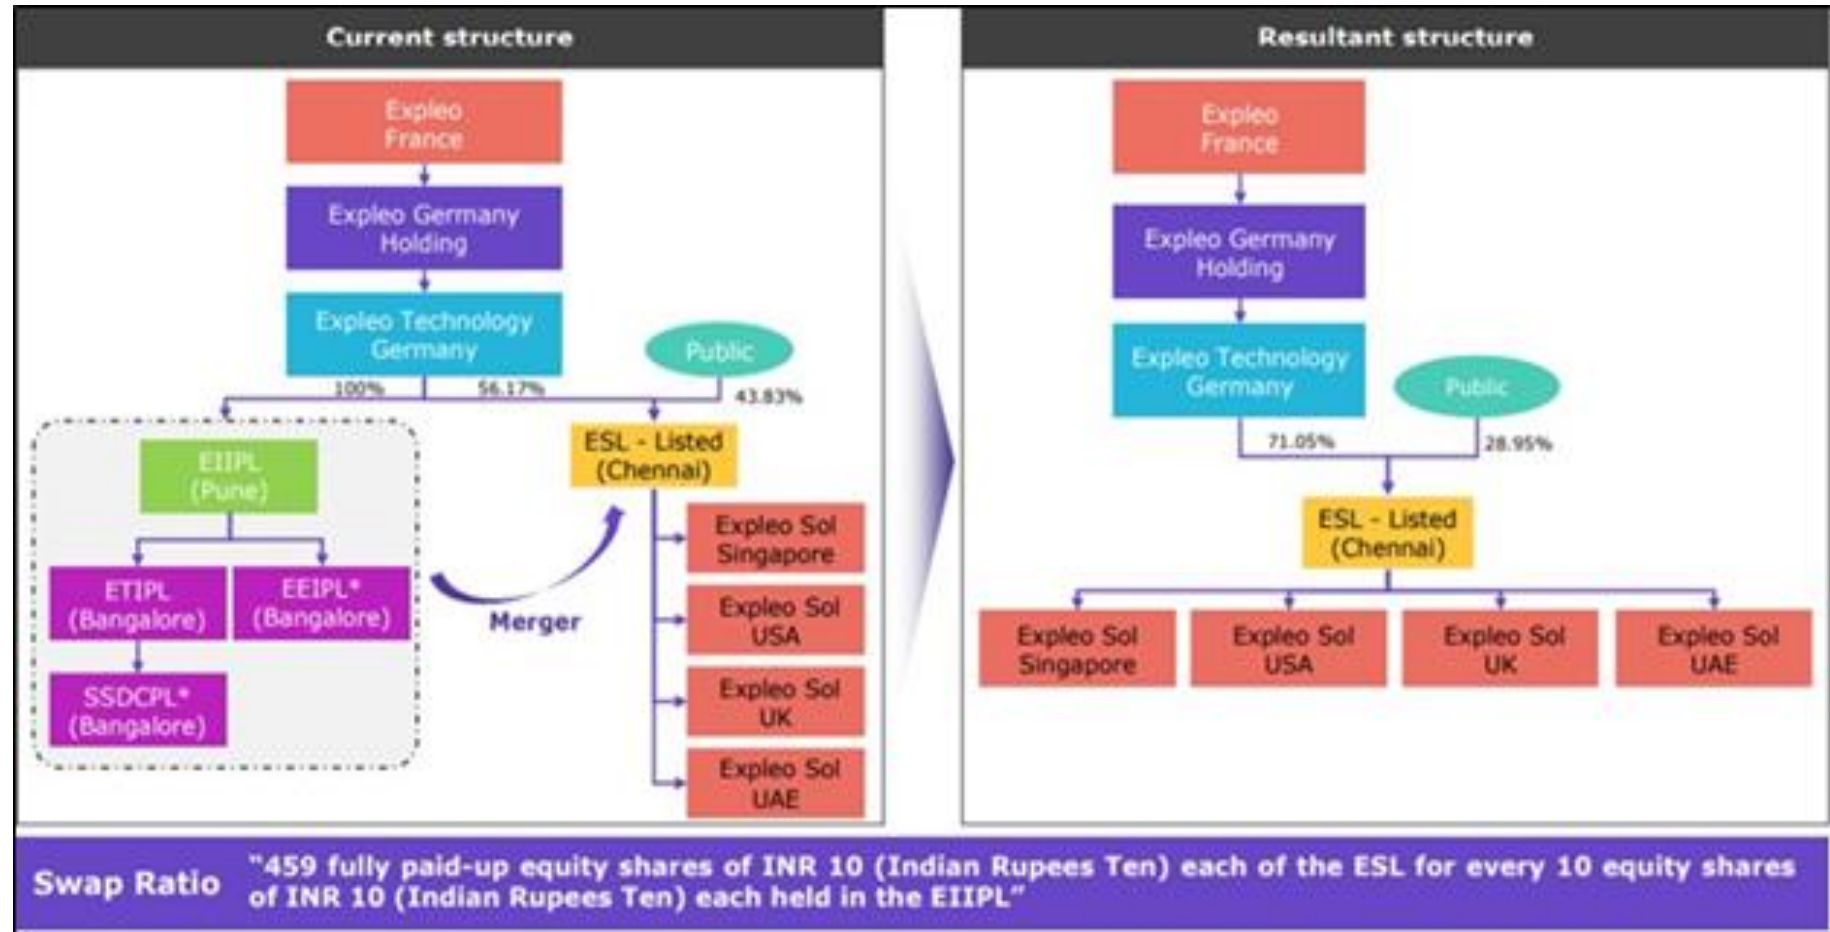 Current structure
Expleo
France
Expleo Germany
Holding
Expleo Technology
Germany
Public
100%
56.17%
43.83%
EIIPL
(Pune)
ESL - Listed
(Chennai)
ETIPL
(Bangalore)
EEIPL*
(Bangalore)
SSDCPL*
(Bangalore)
Merger
Expleo Sol
Singapore
Expleo Sol
USA
Expleo Sol
UK
Expleo Sol
UAE
Resultant structure
Expleo
France
Expleo Germany
Holding
Expleo Technology
Germany
Public
71.05%
28.95%
ESL - Listed
(Chennai)
Expleo Sol
Singapore
Expleo Sol
USA
Expleo Sol
UK
Expleo Sol
UAE
Swap Ratio
"459 fully paid-up equity shares of INR 10 (Indian Rupees Ten) each of the ESL for every 10 equity shares
of INR 10 (Indian Rupees Ten) each held in the EIIPL"